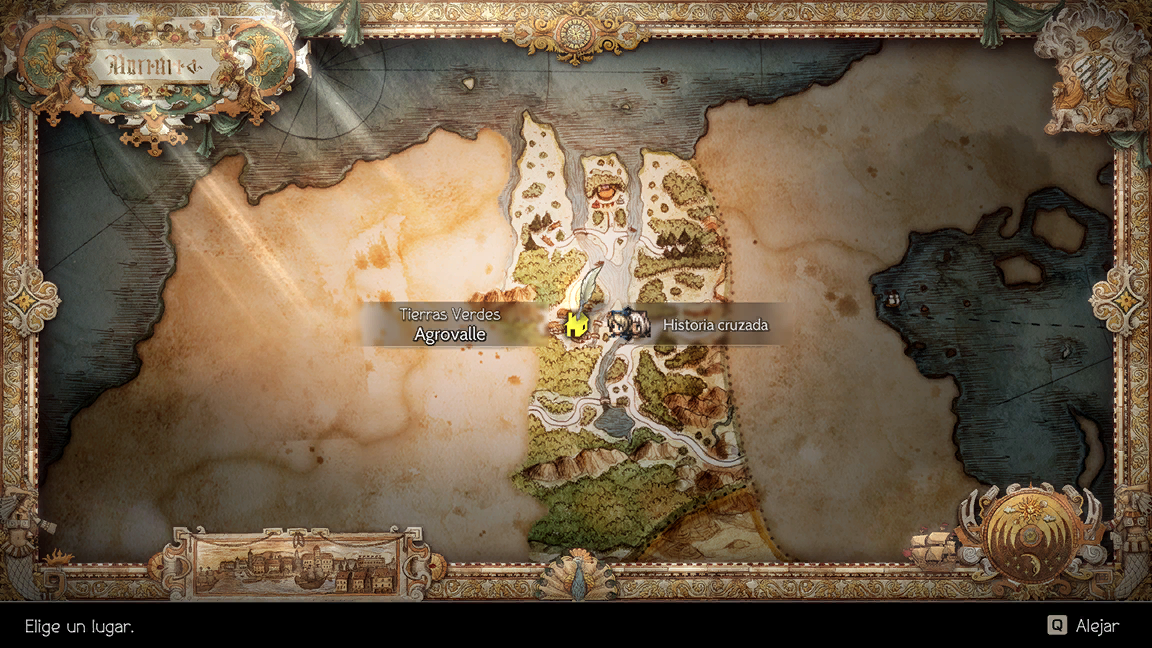 Tierras Verdes
Agrovalle
Historia cruzada
Elige un lugar.
Q Alejar